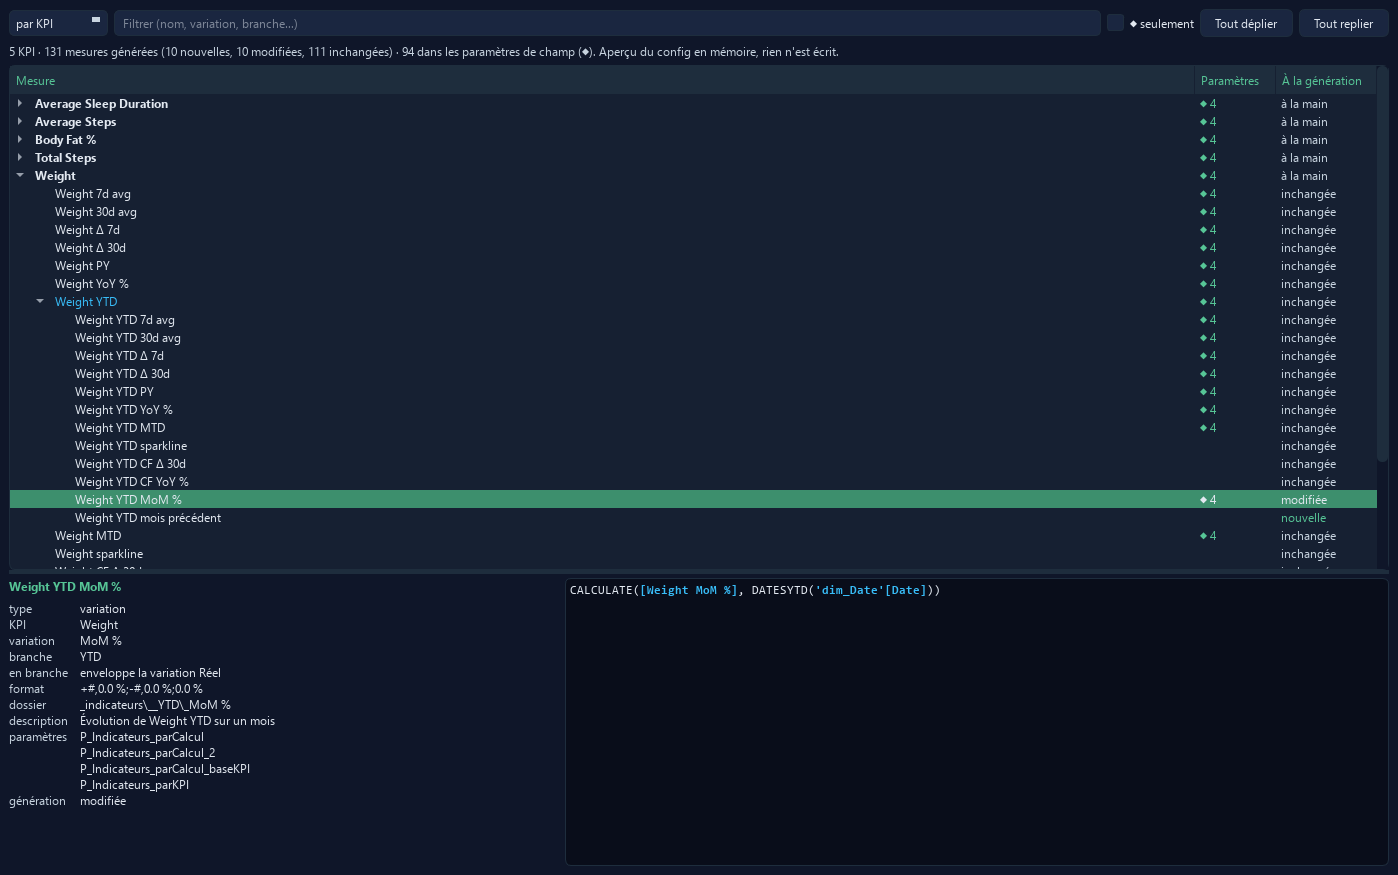 par KPI Filtrer (nom, variation, branche...) ◆ seulement Tout déplier Tout replier
5 KPI · 131 mesures générées (10 nouvelles, 10 modifiées, 111 inchangées) · 94 dans les paramètres de champ (◆). Aperçu du config en mémoire, rien n'est écrit.
Mesure Paramètres À la génération
Average Sleep Duration ◆ 4 à la main
Average Steps ◆ 4 à la main
Body Fat % ◆ 4 à la main
Total Steps ◆ 4 à la main
Weight ◆ 4 à la main
Weight 7d avg ◆ 4 inchangée
Weight 30d avg ◆ 4 inchangée
Weight Δ 7d ◆ 4 inchangée
Weight Δ 30d ◆ 4 inchangée
Weight PY ◆ 4 inchangée
Weight YoY % ◆ 4 inchangée
Weight YTD ◆ 4 inchangée
Weight YTD 7d avg ◆ 4 inchangée
Weight YTD 30d avg ◆ 4 inchangée
Weight YTD Δ 7d ◆ 4 inchangée
Weight YTD Δ 30d ◆ 4 inchangée
Weight YTD PY ◆ 4 inchangée
Weight YTD YoY % ◆ 4 inchangée
Weight YTD MTD ◆ 4 inchangée
Weight YTD sparkline inchangée
Weight YTD CF Δ 30d inchangée
Weight YTD CF YoY % inchangée
Weight YTD MoM % ◆ 4 modifiée
Weight YTD mois précédent nouvelle
Weight MTD ◆ 4 inchangée
Weight sparkline inchangée
Weight YTD MoM %
type variation
KPI Weight
variation MoM %
branche YTD
en branche enveloppe la variation Réel
format +#,0.0 %;-#,0.0 %;0.0 %
dossier _indicateurs\__YTD\_MoM %
description Évolution de Weight YTD sur un mois
paramètres P_Indicateurs_parCalcul
P_Indicateurs_parCalcul_2
P_Indicateurs_parCalcul_baseKPI
P_Indicateurs_parKPI
génération modifiée
CALCULATE([Weight MoM %], DATESYTD('dim_Date'[Date]))